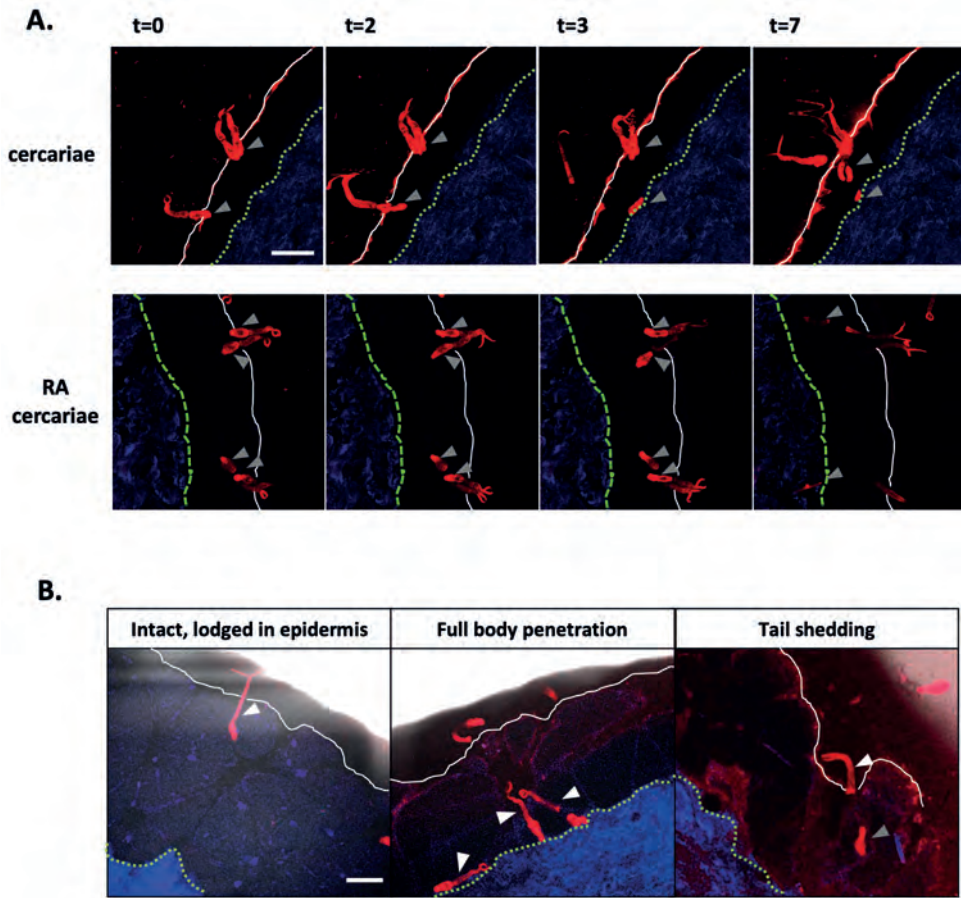 A.
t=0 t=2 t=3 t=7
cercariae
RA
cercariae
B.
Intact, lodged in epidermis Full body penetration Tail shedding